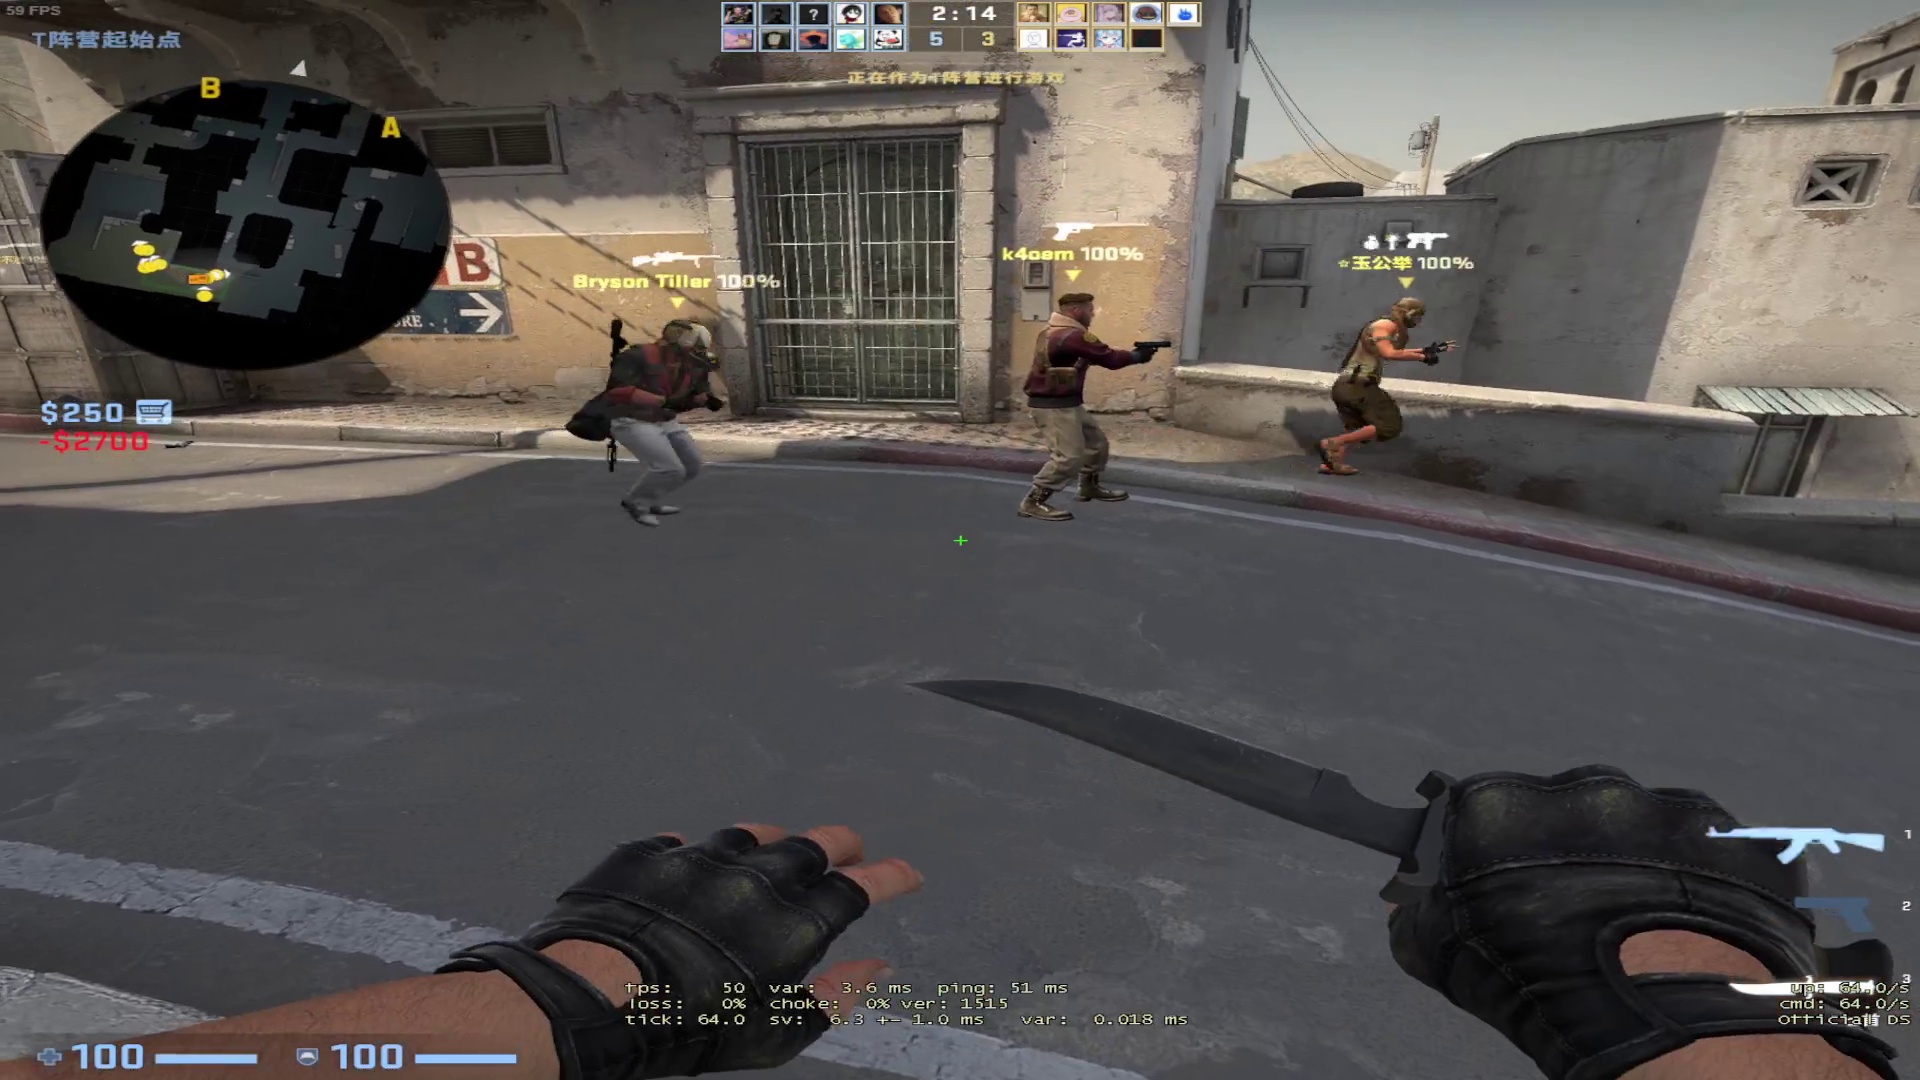 59 FPS
T阵营起始点
2:14
5 3
正在作为T阵营进行游戏
B
A
B
k4oem 100%
☆玉公举 100%
Bryson Tiller 100%
$250
-$2700
1
2
3
fps: 50 var: 3.6 ms ping: 51 ms
loss: 0% choke: 0% ver: 1515
tick: 64.0 sv: 6.3 +- 1.0 ms var: 0.018 ms
up: 64.0/s
cmd: 64.0/s
official DS
100
100